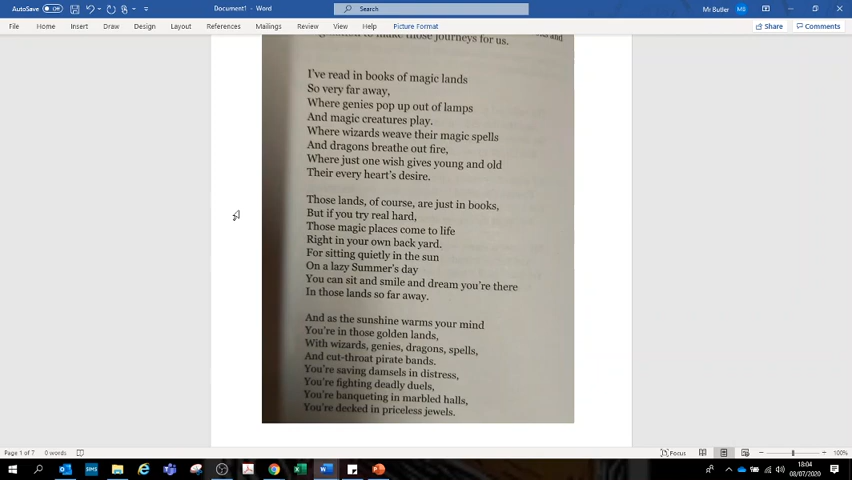 AutoSave Off
Document1 - Word
Search
Mr Butler
MB
File Home Insert Draw Design Layout References Mailings Review View Help Picture Format
Share Comments
to make those journeys for us.
I've read in books of magic lands
So very far away,
Where genies pop up out of lamps
And magic creatures play.
Where wizards weave their magic spells
And dragons breathe out fire,
Where just one wish gives young and old
Their every heart's desire.
Those lands, of course, are just in books,
But if you try real hard,
Those magic places come to life
Right in your own back yard.
For sitting quietly in the sun
On a lazy Summer's day
You can sit and smile and dream you're there
In those lands so far away.
And as the sunshine warms your mind
You're in those golden lands,
With wizards, genies, dragons, spells,
And cut-throat pirate bands.
You're saving damsels in distress,
You're fighting deadly duels,
You're banqueting in marbled halls,
You're decked in priceless jewels.
Page 1 of 7 0 words
Focus
100%
SIMS
18:04
08/07/2020